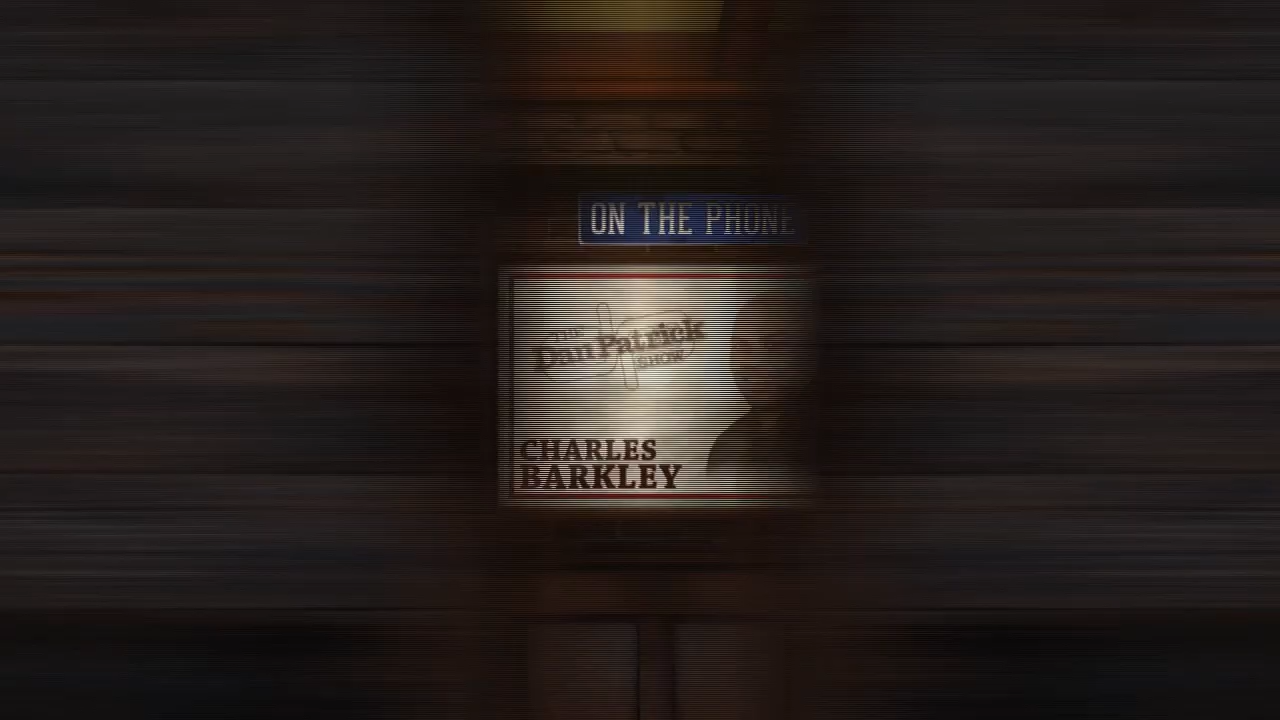 ON THE PHONE
THE
Dan Patrick
SHOW
CHARLES
BARKLEY